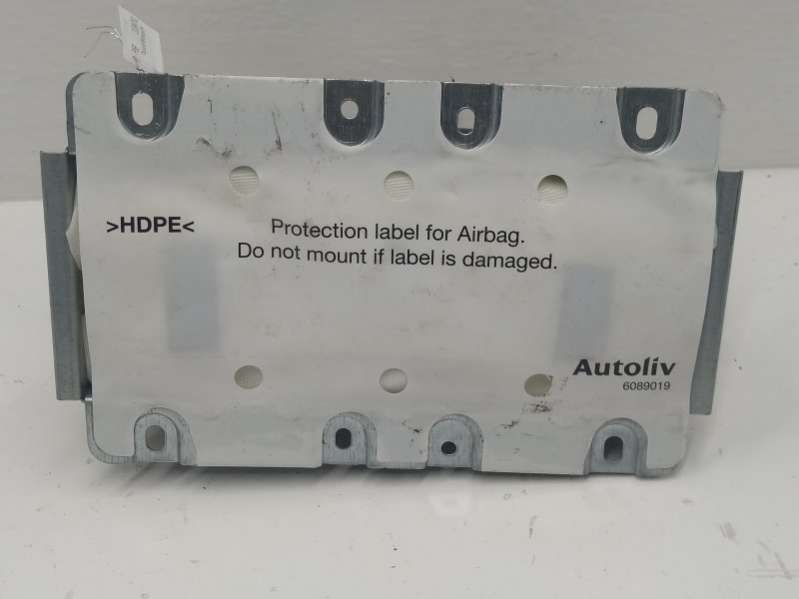 >HDPE<
Protection label for Airbag.
Do not mount if label is damaged.
Autoliv
6089019